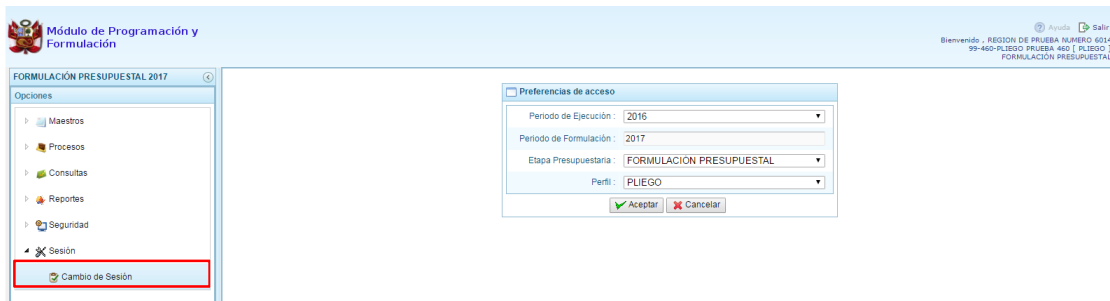 Módulo de Programación y
Formulación
Ayuda Salir
Bienvenido , REGION DE PRUEBA NUMERO 6014
99-460-PLIEGO PRUEBA 460 [ PLIEGO ]
FORMULACIÓN PRESUPUESTAL
FORMULACIÓN PRESUPUESTAL 2017
Opciones
Maestros
Procesos
Consultas
Reportes
Seguridad
Sesión
Cambio de Sesión
Preferencias de acceso
Periodo de Ejecución : 2016
Periodo de Formulación : 2017
Etapa Presupuestaria : FORMULACION PRESUPUESTAL
Perfil : PLIEGO
Aceptar Cancelar